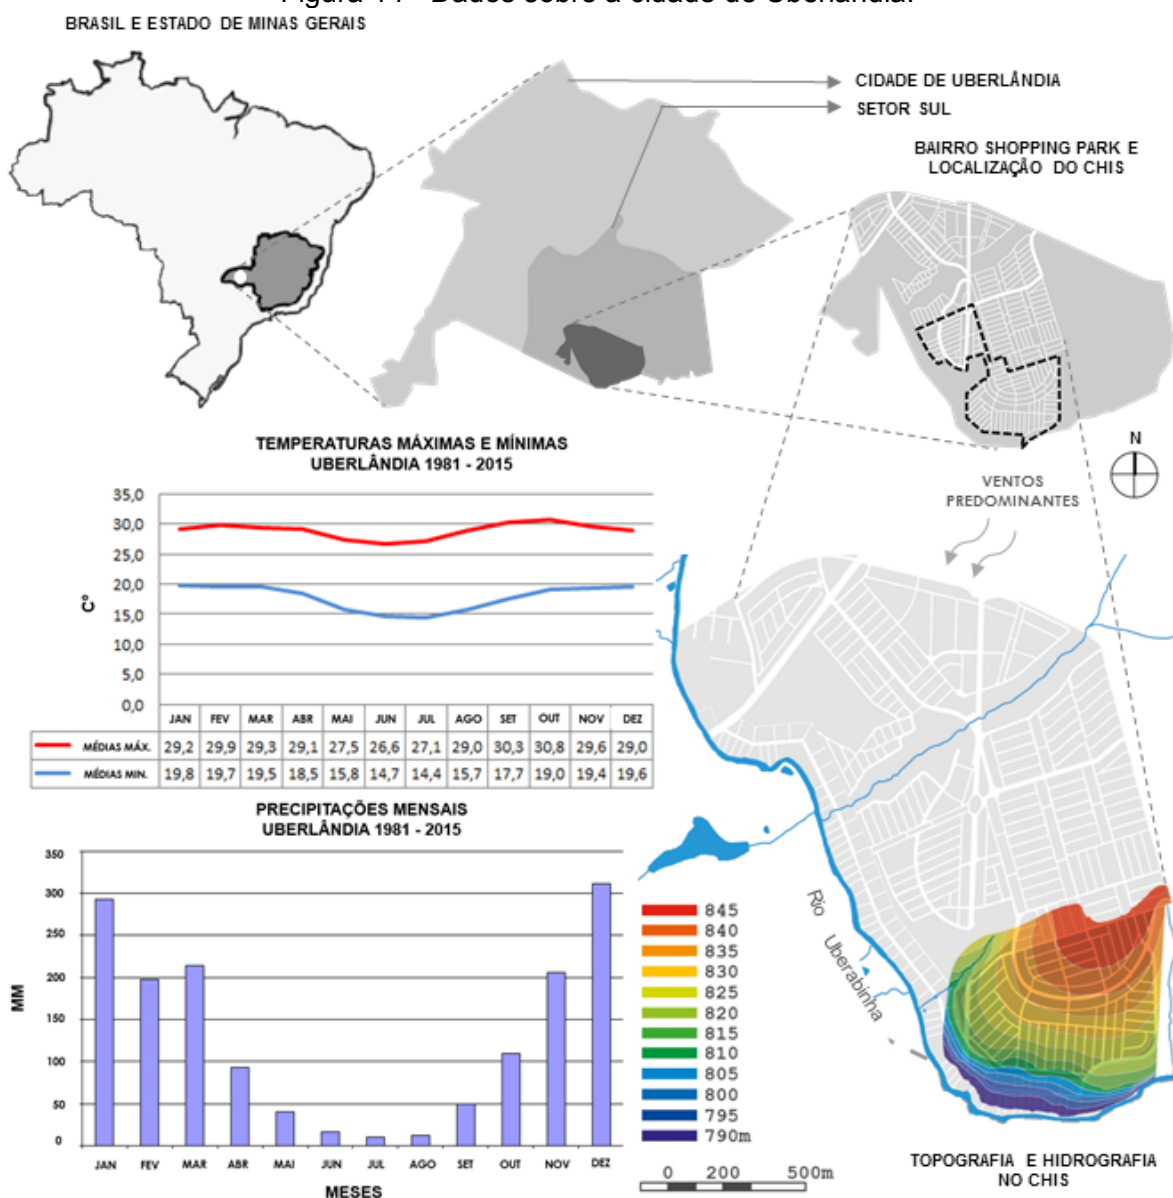 BRASIL E ESTADO DE MINAS GERAIS
CIDADE DE UBERLÂNDIA
SETOR SUL
BAIRRO SHOPPING PARK E
LOCALIZAÇÃO DO CHIS
TEMPERATURAS MÁXIMAS E MÍNIMAS
UBERLÂNDIA 1981 - 2015
N
VENTOS
PREDOMINANTES
C°
35,0
30,0
25,0
20,0
15,0
10,0
5,0
0,0
JAN FEV MAR ABR MAI JUN JUL AGO SET OUT NOV DEZ
MÉDIAS MÁX. 29,2 29,9 29,3 29,1 27,5 26,6 27,1 29,0 30,3 30,8 29,6 29,0
MÉDIAS MIN. 19,8 19,7 19,5 18,5 15,8 14,7 14,4 15,7 17,7 19,0 19,4 19,6
PRECIPITAÇÕES MENSAIS
UBERLÂNDIA 1981 - 2015
MM
350
300
250
200
150
100
50
0
JAN FEV MAR ABR MAI JUN JUL AGO SET OUT NOV DEZ
MESES
Rio Uberabinha
845
840
835
830
825
820
815
810
805
800
795
790m
0 200 500m
TOPOGRAFIA E HIDROGRAFIA
NO CHIS